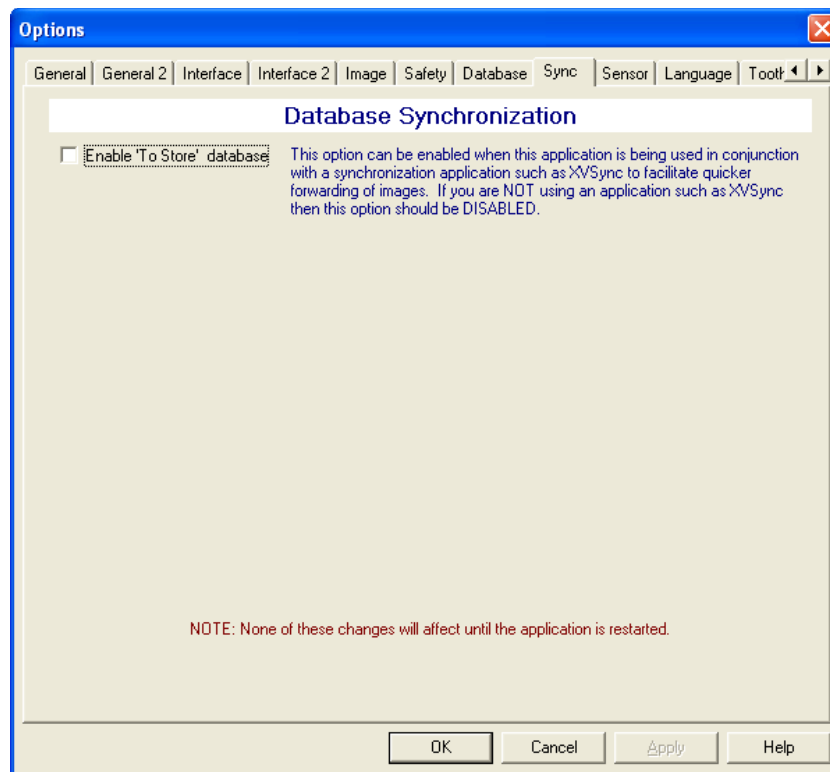 Options
General General 2 Interface Interface 2 Image Safety Database Sync Sensor Language Tooth
Database Synchronization
Enable 'To Store' database
This option can be enabled when this application is being used in conjunction
with a synchronization application such as XVSync to facilitate quicker
forwarding of images. If you are NOT using an application such as XVSync
then this option should be DISABLED.
NOTE: None of these changes will affect until the application is restarted.
OK Cancel Apply Help